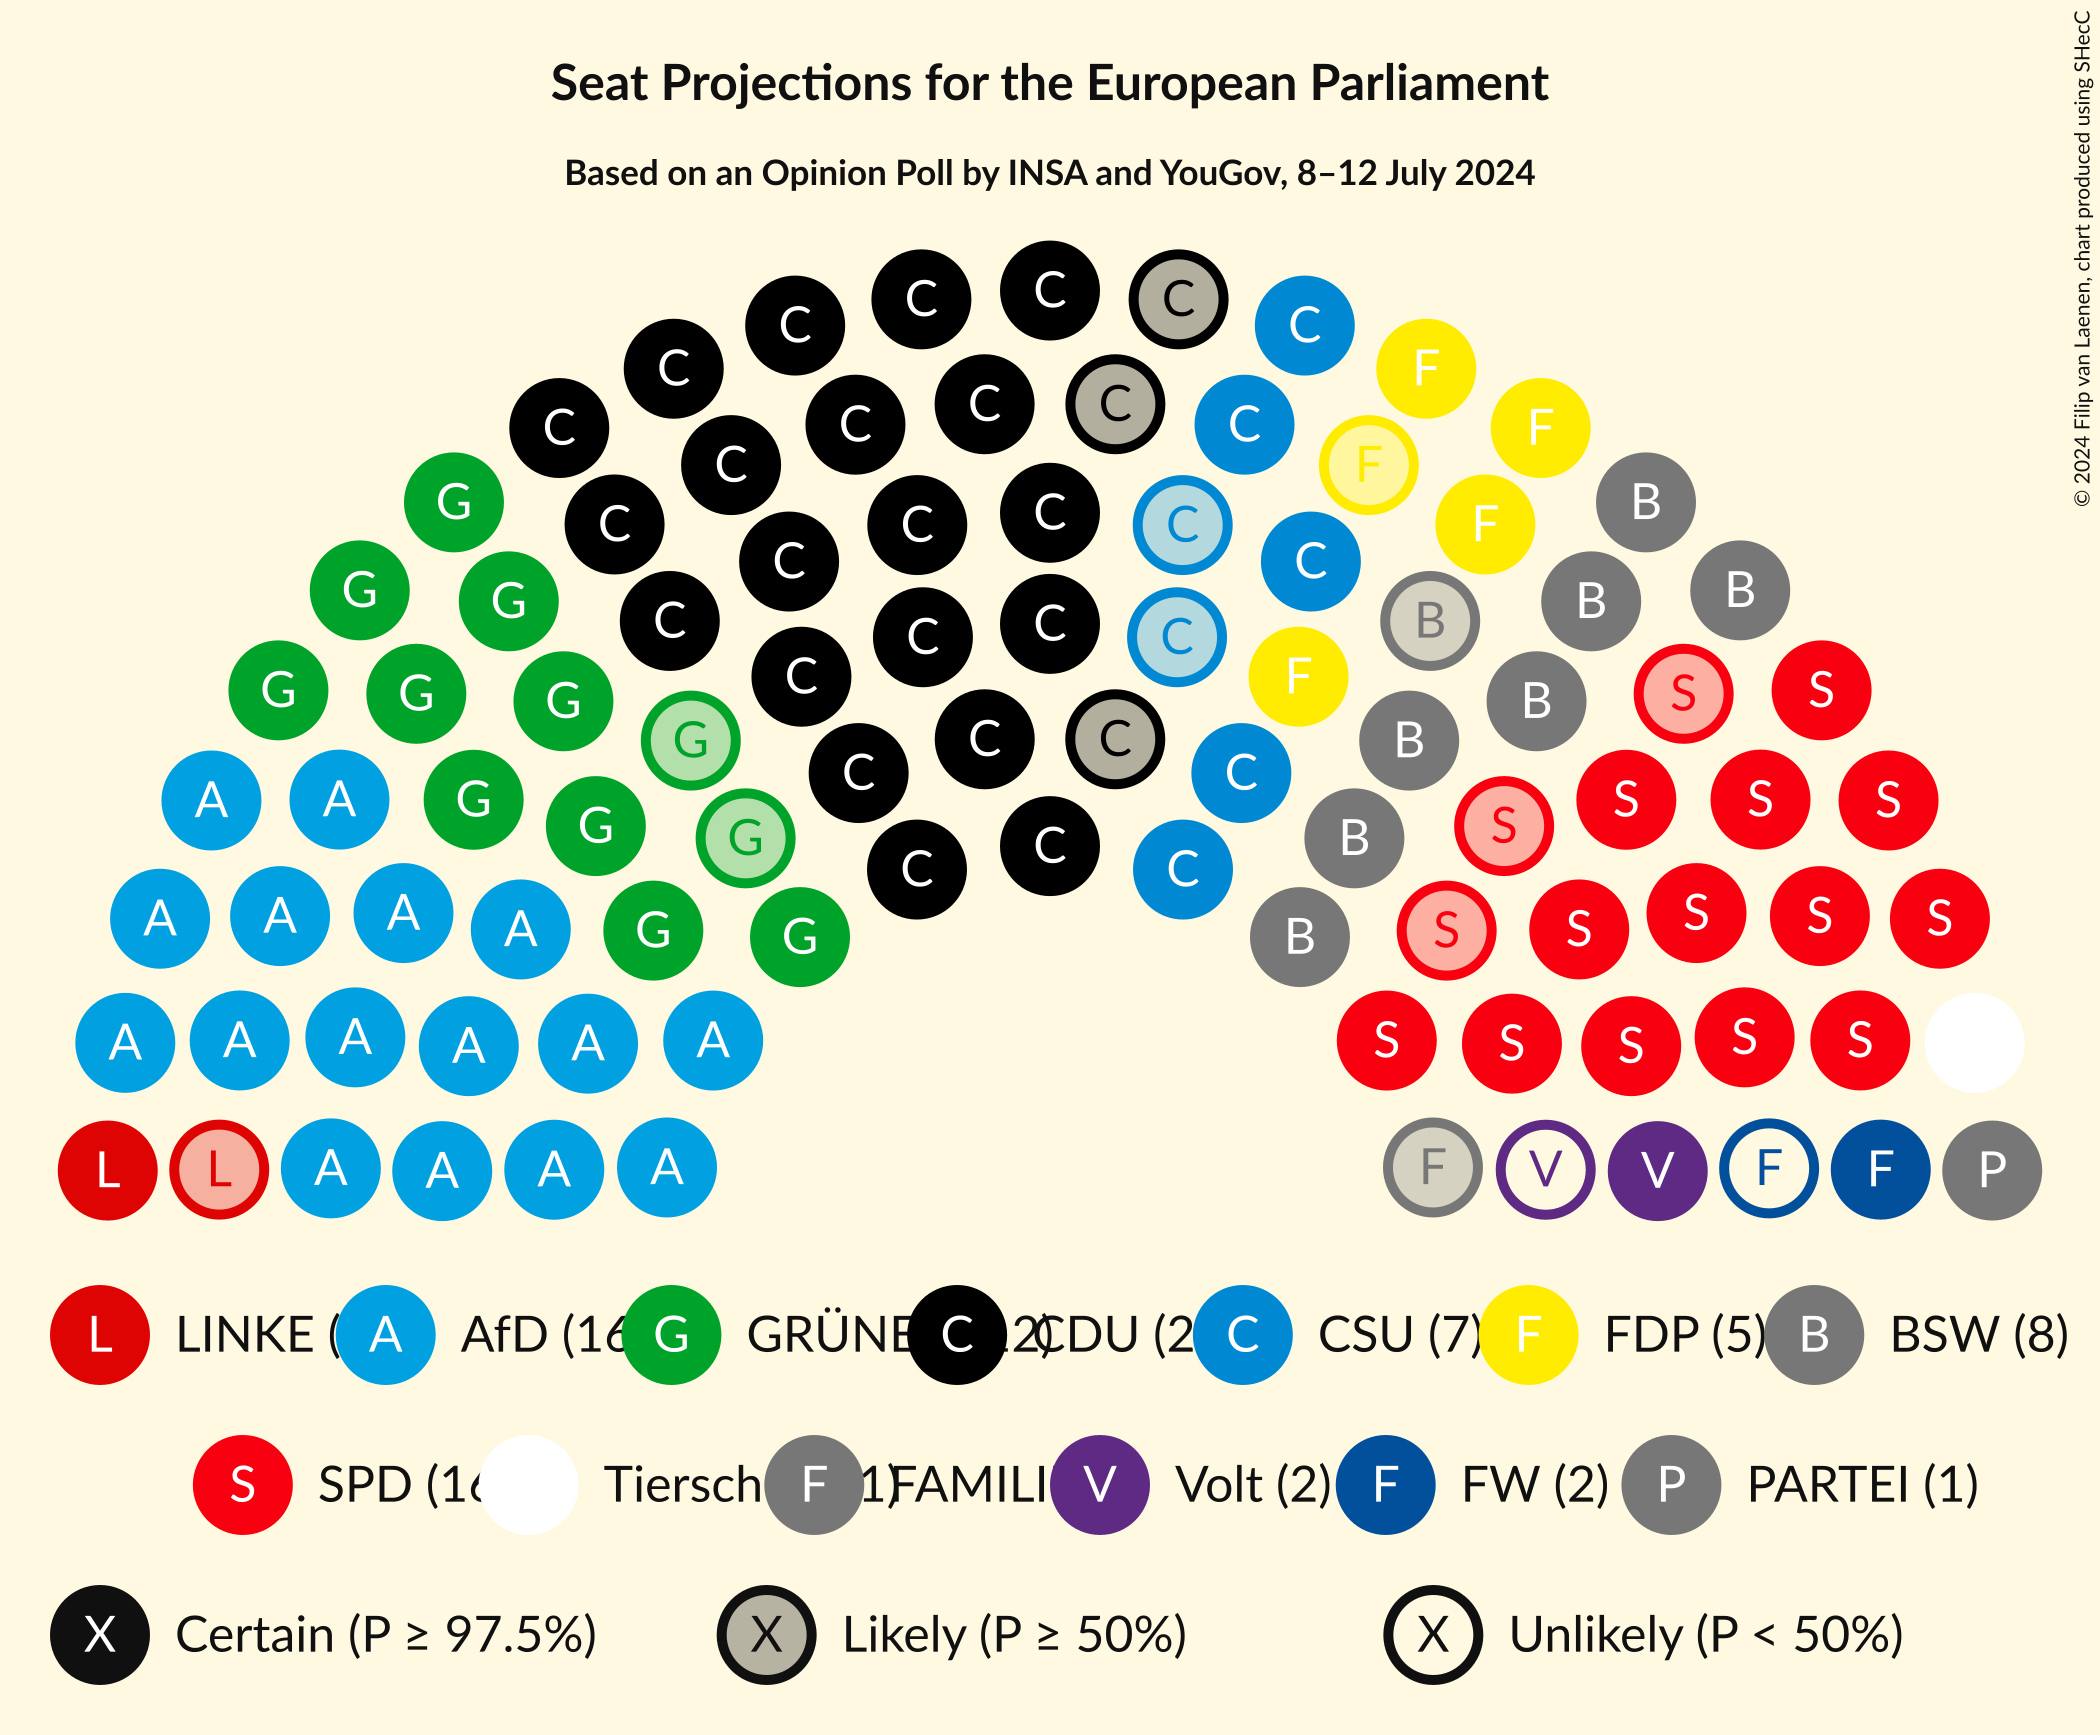 Seat Projections for the European Parliament
Based on an Opinion Poll by INSA and YouGov, 8–12 July 2024
© 2024 Filip van Laenen, chart produced using SHecC
C C C C C
C F
C C C C C F
C F
G C C C C F B
C C
G G C C C C B B B
G G G C F B S S
G C C B
A A G C C S S S
G G C B S
C C
A A A A G G B S S S S S
A A A A A A S S S S S
L L A A A A F V V F F P
L LINKE ( A AfD (16 G GRÜNE C 2) CDU (2 C CSU (7) F FDP (5) B BSW (8)
S SPD (16 Tiersch F 1) FAMILI V Volt (2) F FW (2) P PARTEI (1)
X Certain (P ≥ 97.5%) X Likely (P ≥ 50%) X Unlikely (P < 50%)